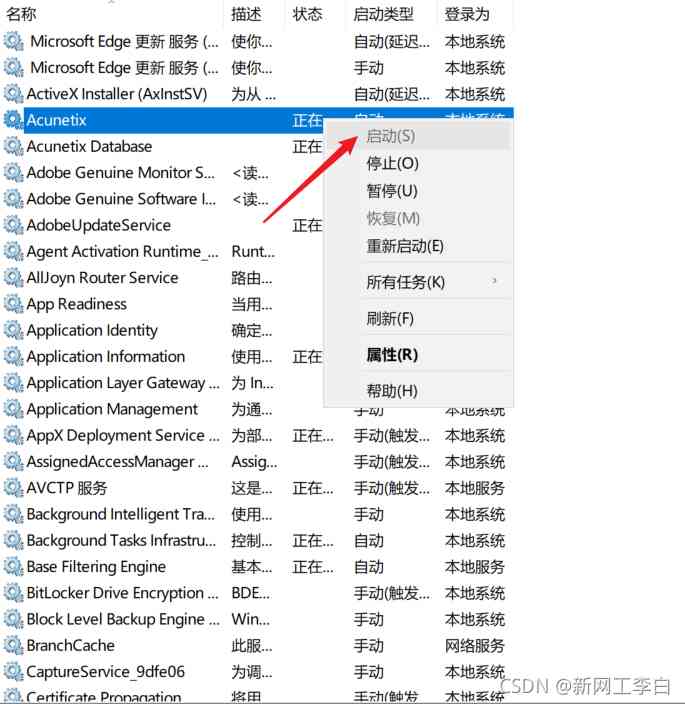 名称 描述 状态 启动类型 登录为
Microsoft Edge 更新 服务 (... 使你... 自动(延迟... 本地系统
Microsoft Edge 更新 服务 (... 使你... 手动 本地系统
ActiveX Installer (AxInstSV) 为从 ... 自动(延迟... 本地系统
Acunetix 正在 自动 本地系统
启动(S)
Acunetix Database 正在
停止(O)
Adobe Genuine Monitor S... <读...
暂停(U)
Adobe Genuine Software I... <读...
恢复(M)
AdobeUpdateService 正在
重新启动(E)
Agent Activation Runtime_... Runt...
AllJoyn Router Service 路由...
所有任务(K)
App Readiness 当用...
刷新(F)
Application Identity 确定...
Application Information 使用... 正在
属性(R)
Application Layer Gateway ... 为 In...
帮助(H)
Application Management 为通... 手动 本地系统
AppX Deployment Service ... 为部... 正在... 手动(触发... 本地系统
AssignedAccessManager ... Assig... 手动(触发... 本地系统
AVCTP 服务 这是... 正在... 手动(触发... 本地服务
Background Intelligent Tra... 使用... 手动 本地系统
Background Tasks Infrastru... 控制... 正在... 自动 本地系统
Base Filtering Engine 基本... 正在... 自动 本地服务
BitLocker Drive Encryption ... BDE... 手动(触发... 本地系统
Block Level Backup Engine ... Win... 手动 本地系统
BranchCache 此服... 手动 网络服务
CaptureService_9dfe06 为调... 手动 本地系统
Certificate Propagation 将用... 手动(触发... 本地系统
CSDN @新网工李白